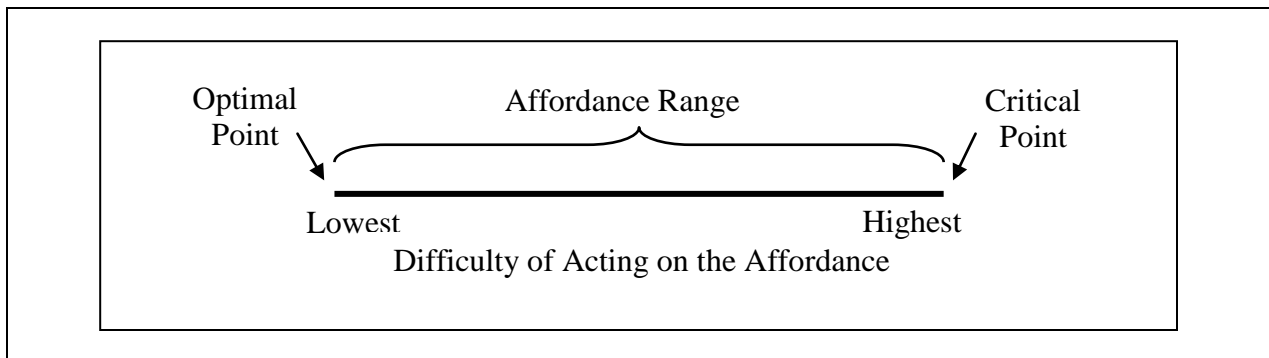 Optimal
Point
Affordance Range
Critical
Point
Lowest
Highest
Difficulty of Acting on the Affordance